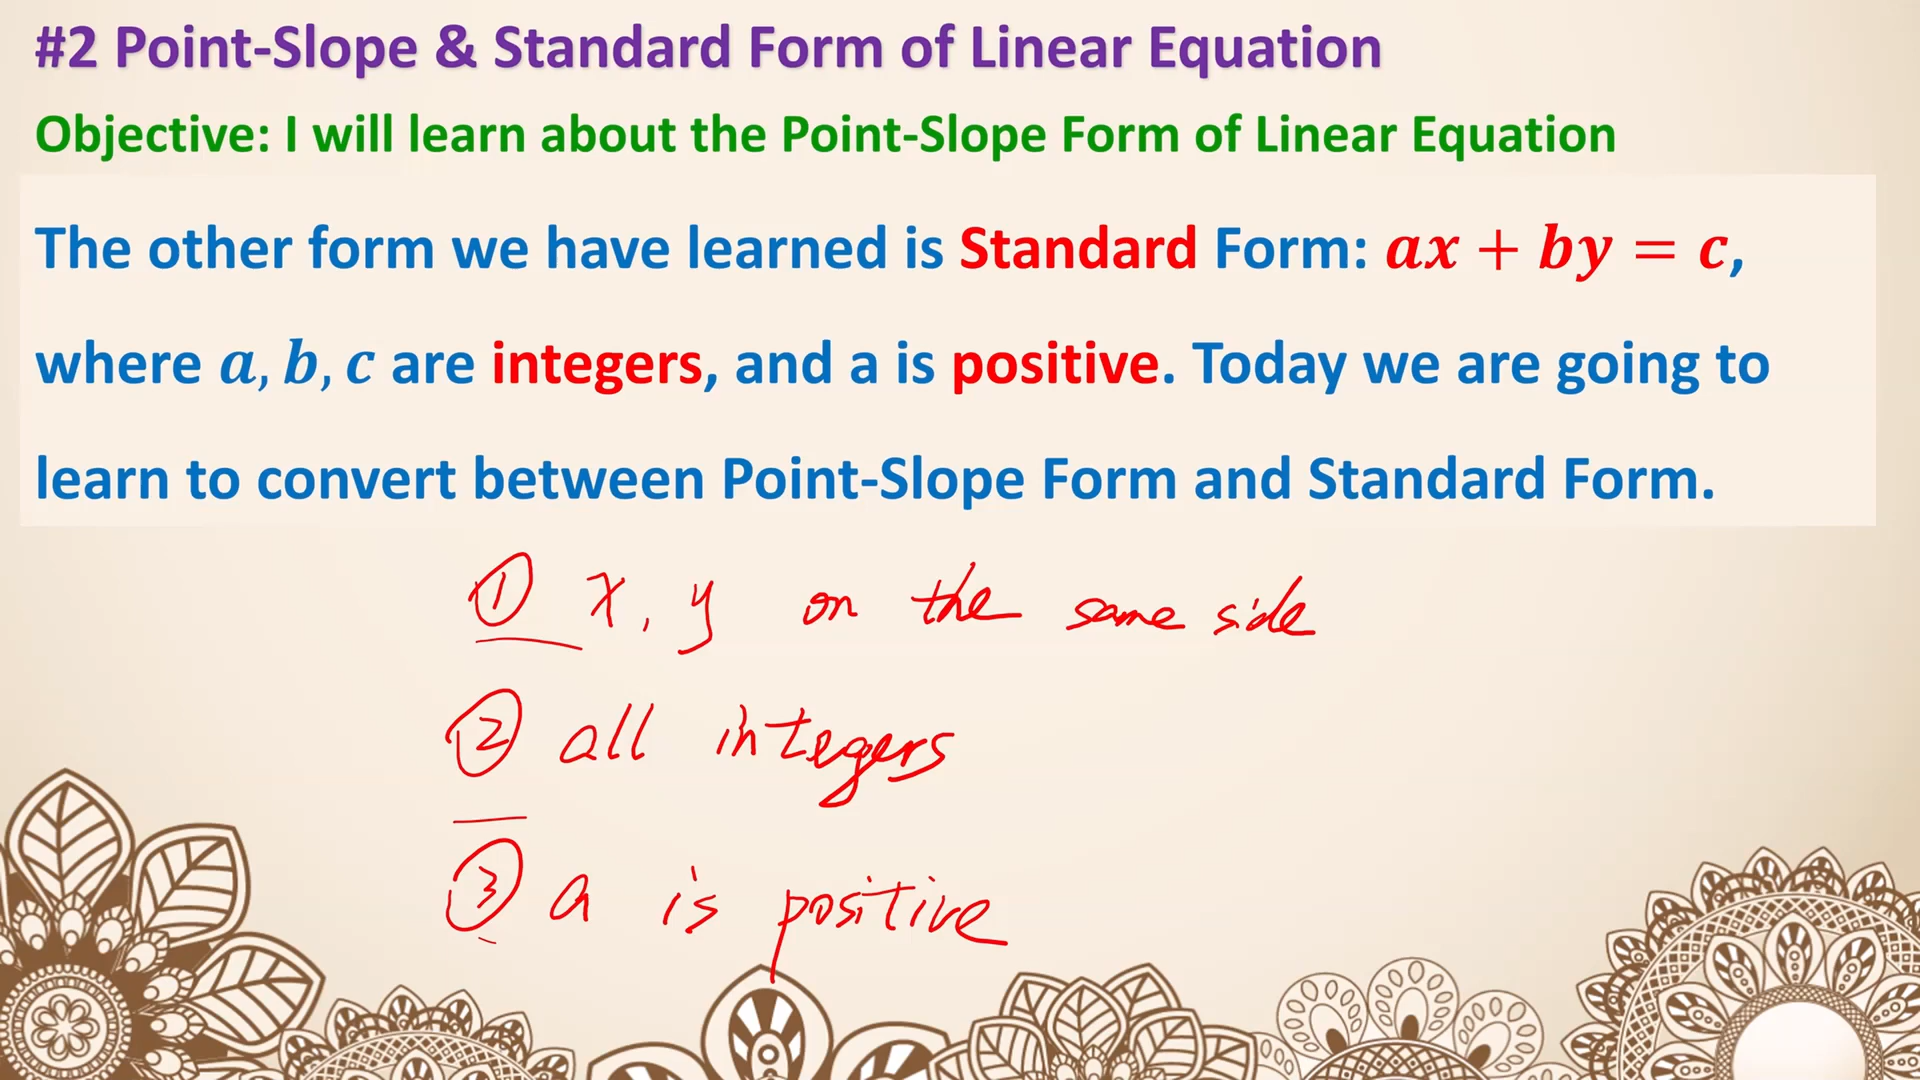 #2 Point-Slope & Standard Form of Linear Equation
Objective: I will learn about the Point-Slope Form of Linear Equation
The other form we have learned is Standard Form: ax + by = c,
where a, b, c are integers, and a is positive. Today we are going to
learn to convert between Point-Slope Form and Standard Form.
① x, y on the same side
② all integers
③ a is positive